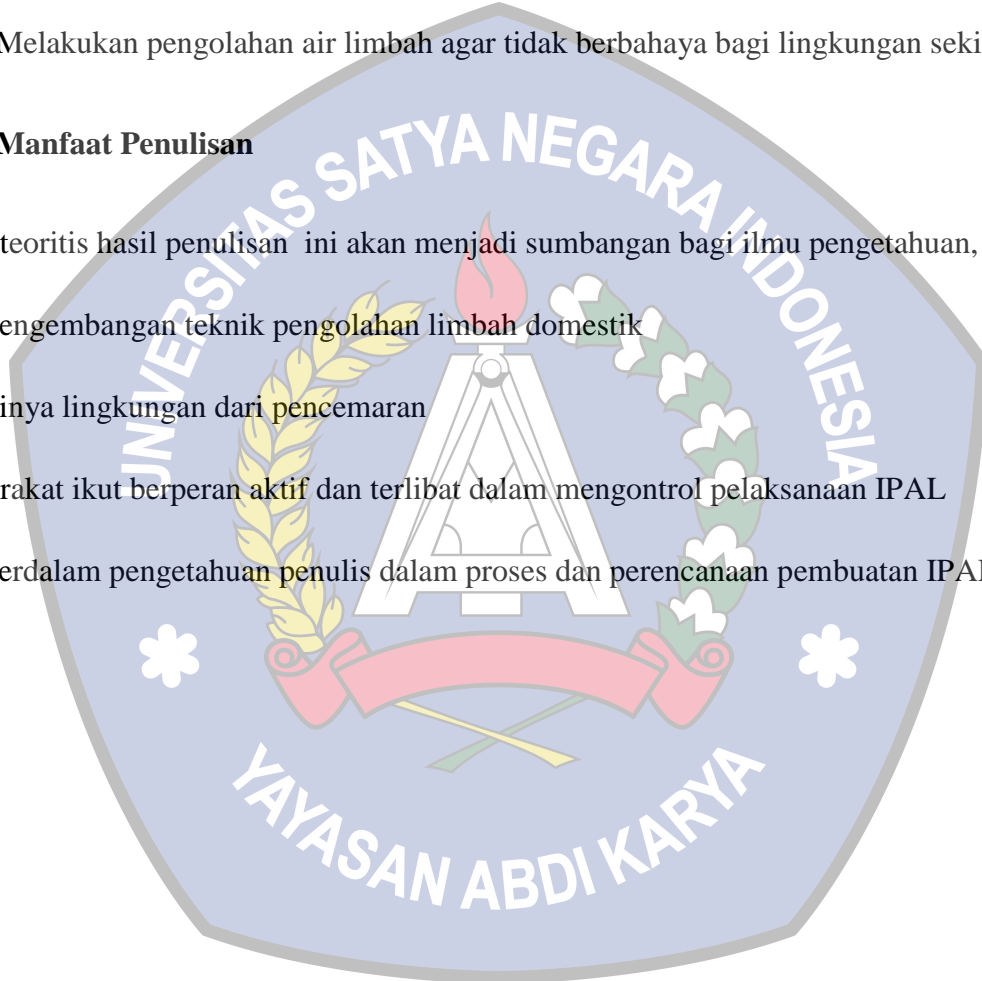 Melakukan pengolahan air limbah agar tidak berbahaya bagi lingkungan seki
Manfaat Penulisan
teoritis hasil penulisan ini akan menjadi sumbangan bagi ilmu pengetahuan,
engembangan teknik pengolahan limbah domestik
inya lingkungan dari pencemaran
rakat ikut berperan aktif dan terlibat dalam mengontrol pelaksanaan IPAL
erdalam pengetahuan penulis dalam proses dan perencanaan pembuatan IPAL
UNIVERSITAS SATYA NEGARA INDONESIA
YAYASAN ABDI KARYA